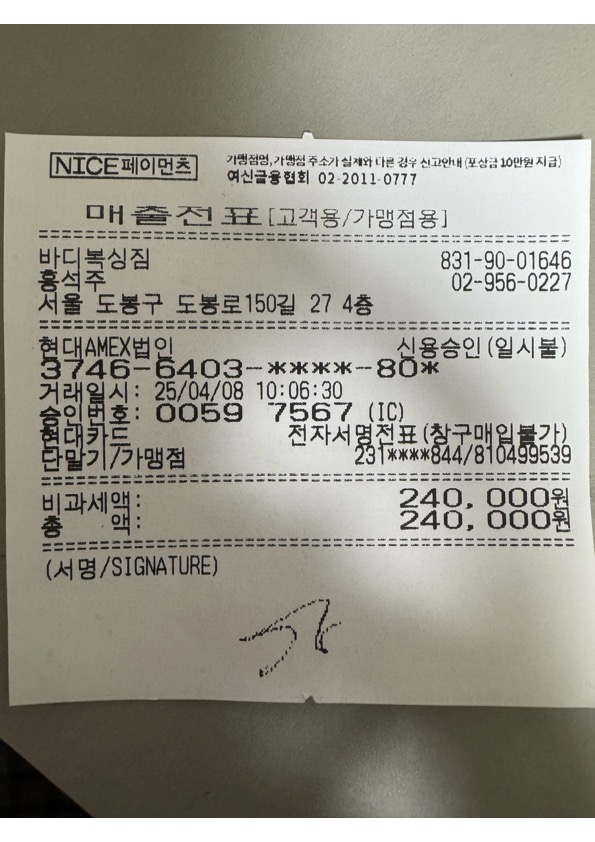 NICE페이먼츠
가맹점명, 가맹점 주소가 실제와 다른 경우 신고안내 (포상금 10만원 지급)
여신금융협회 02-2011-0777
매출전표[고객용/가맹점용]
바디복싱짐 831-90-01646
홍석주 02-956-0227
서울 도봉구 도봉로150길 27 4층
현대AMEX법인 신용승인(일시불)
3746-6403-****-80*
거래일시: 25/04/08 10:06:30
승인번호: 0059 7567 (IC)
현대카드 전자서명전표(창구매입불가)
단말기/가맹점 231****844/810499539
비과세액: 240,000원
총 액: 240,000원
(서명/SIGNATURE)